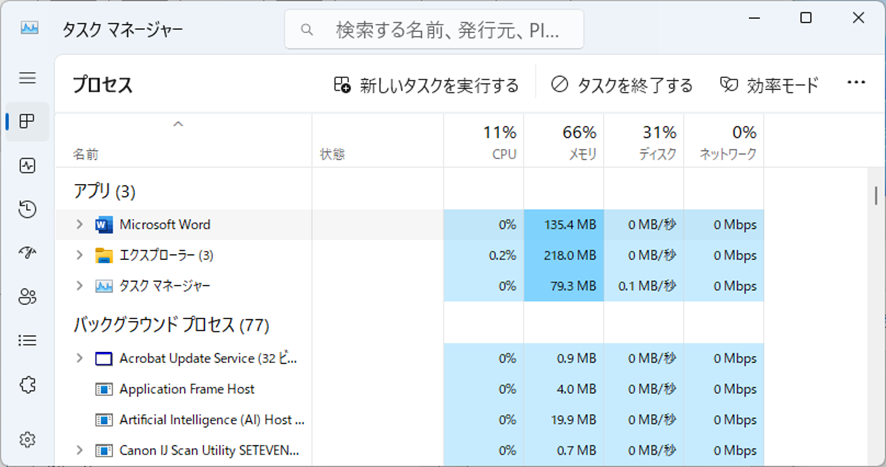 タスク マネージャー
検索する名前、発行元、PI...
プロセス 新しいタスクを実行する タスクを終了する 効率モード ...
11% 66% 31% 0%
名前 状態 CPU メモリ ディスク ネットワーク
アプリ (3)
Microsoft Word 0% 135.4 MB 0 MB/秒 0 Mbps
エクスプローラー (3) 0.2% 218.0 MB 0 MB/秒 0 Mbps
タスク マネージャー 0% 79.3 MB 0.1 MB/秒 0 Mbps
バックグラウンド プロセス (77)
Acrobat Update Service (32 ビ... 0% 0.9 MB 0 MB/秒 0 Mbps
Application Frame Host 0% 4.0 MB 0 MB/秒 0 Mbps
Artificial Intelligence (AI) Host ... 0% 19.9 MB 0 MB/秒 0 Mbps
Canon IJ Scan Utility SETEVEN... 0% 0.7 MB 0 MB/秒 0 Mbps